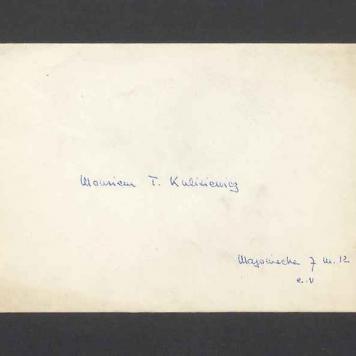 Monsieur T. Kulisiewicz
Mazowiecka 7 m. 12
e. v